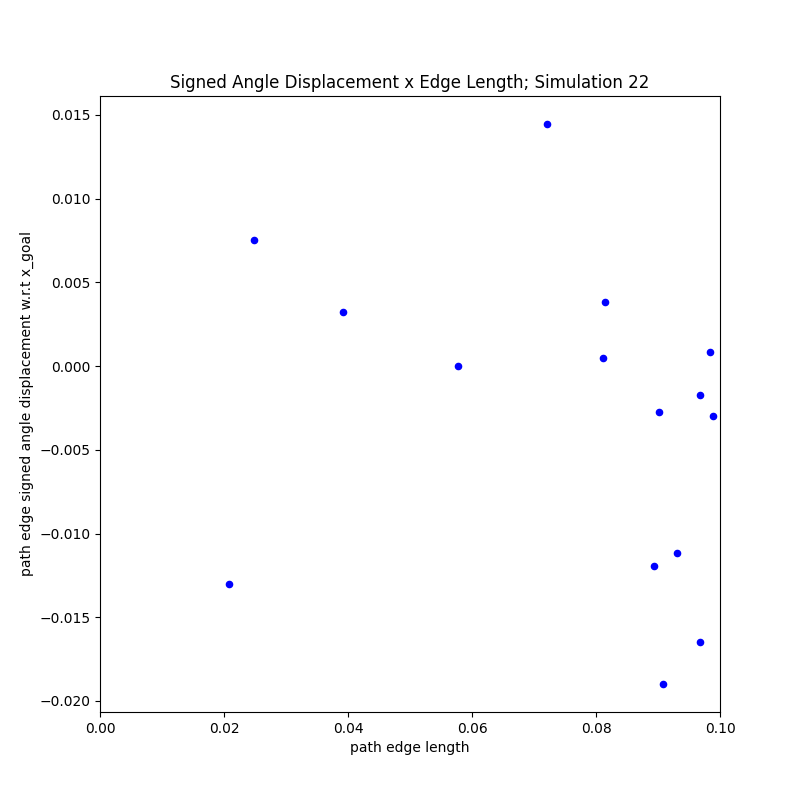 Signed Angle Displacement x Edge Length; Simulation 22
0.015
0.010
0.005
0.000
−0.005
−0.010
−0.015
−0.020
path edge signed angle displacement w.r.t x_goal
0.00 0.02 0.04 0.06 0.08 0.10
path edge length